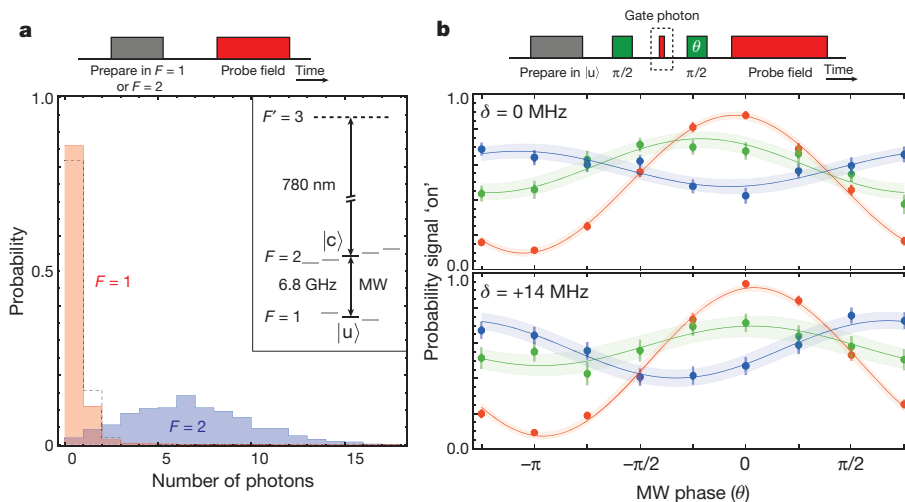 a
Prepare in F = 1
or F = 2
Time
1.0
0.5
0
Probability
0
5
10
15
Number of photons
F = 1
F = 2
F′ = 3
780 nm
|c⟩
F = 2
6.8 GHz
MW
F = 1
|u⟩
b
Gate photon
θ
Prepare in |u⟩
π/2
π/2
Probe field
Time
Probe field
1.0
δ = 0 MHz
0.0
1.0
δ = +14 MHz
0.0
Probability signal ‘on’
−π
−π/2
0
π/2
MW phase (θ)